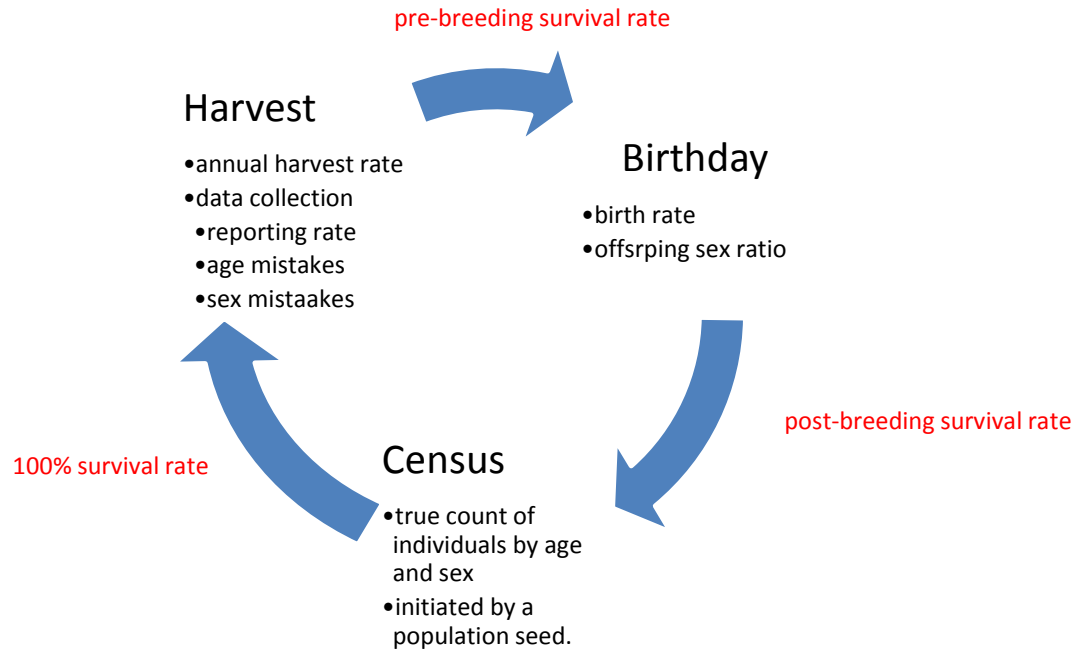 pre-breeding survival rate
Harvest
•annual harvest rate
•data collection
•reporting rate
•age mistakes
•sex mistaakes
Birthday
•birth rate
•offsrping sex ratio
post-breeding survival rate
100% survival rate
Census
•true count of
individuals by age
and sex
•initiated by a
population seed.